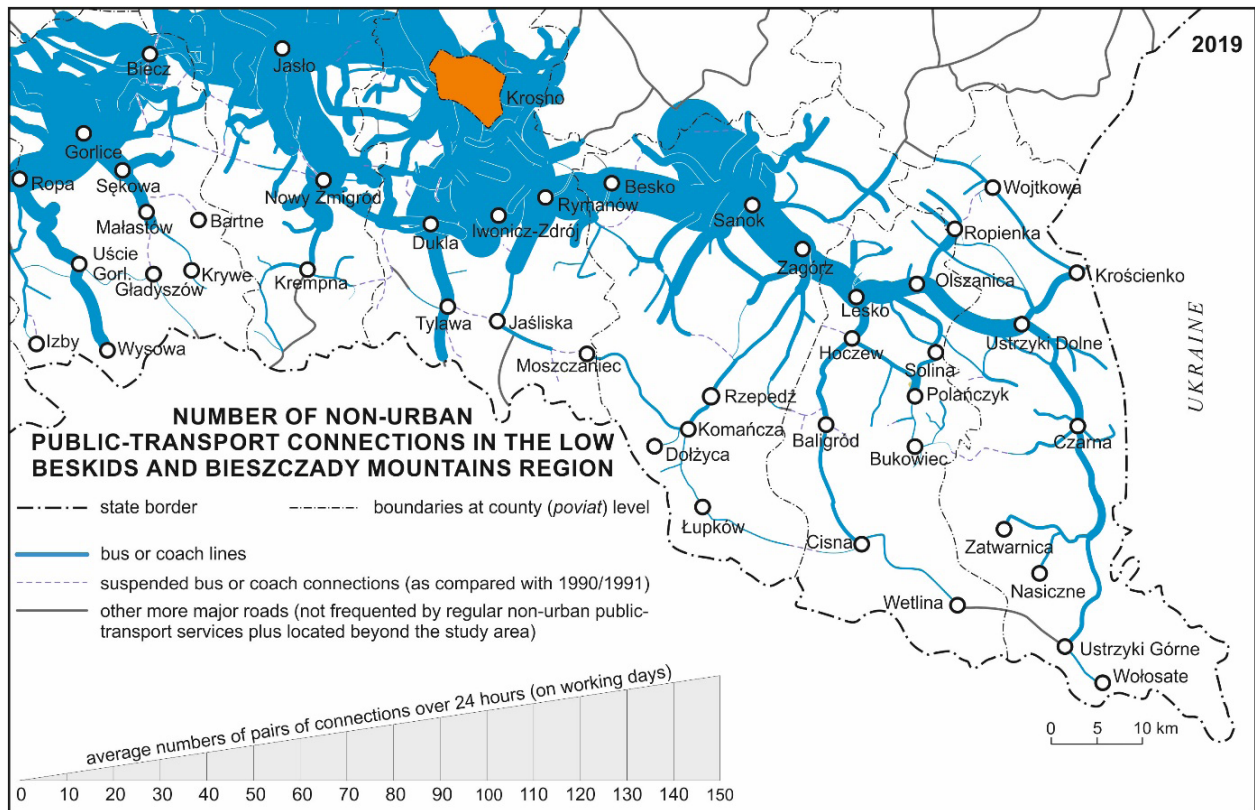 2019
Biecz
Jasło
Krosno
Gorlice
Ropa
Sękowa
Nowy Żmigród
Besko
Rymanów
Sanok
Wojtkowa
Małastów
Bartne
Dukla
Iwonicz-Zdrój
Ropienka
Uście
Gorl.
Gładyszów
Krywe
Krempna
Zagórz
Olszanica
Krościenko
Lesko
Tylawa
Jaśliska
Hoczew
Ustrzyki Dolne
Izby
Wysowa
Moszczaniec
Solina
UKRAINE
Rzepedź
Polańczyk
Komańcza
Baligród
Dołżyca
Bukowiec
Czarna
NUMBER OF NON-URBAN
PUBLIC-TRANSPORT CONNECTIONS IN THE LOW
BESKIDS AND BIESZCZADY MOUNTAINS REGION
state border
boundaries at county (poviat) level
Łupków
Cisna
Zatwarnica
Nasiczne
bus or coach lines
suspended bus or coach connections (as compared with 1990/1991)
other more major roads (not frequented by regular non-urban public-
transport services plus located beyond the study area)
Wetlina
Ustrzyki Górne
Wołosate
average numbers of pairs of connections over 24 hours (on working days)
0 5 10 km
0 10 20 30 40 50 60 70 80 90 100 110 120 130 140 150